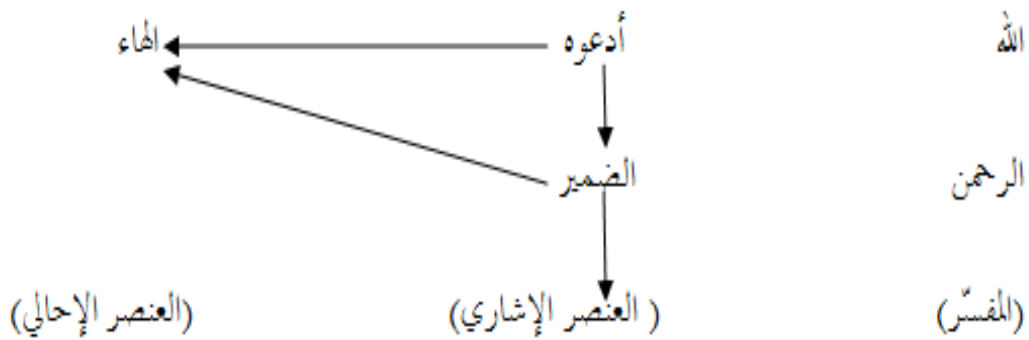 الله أدعوه الهاء
الرحمن الضمير
(المفسّر) ( العنصر الإشاري) (العنصر الإحالي)